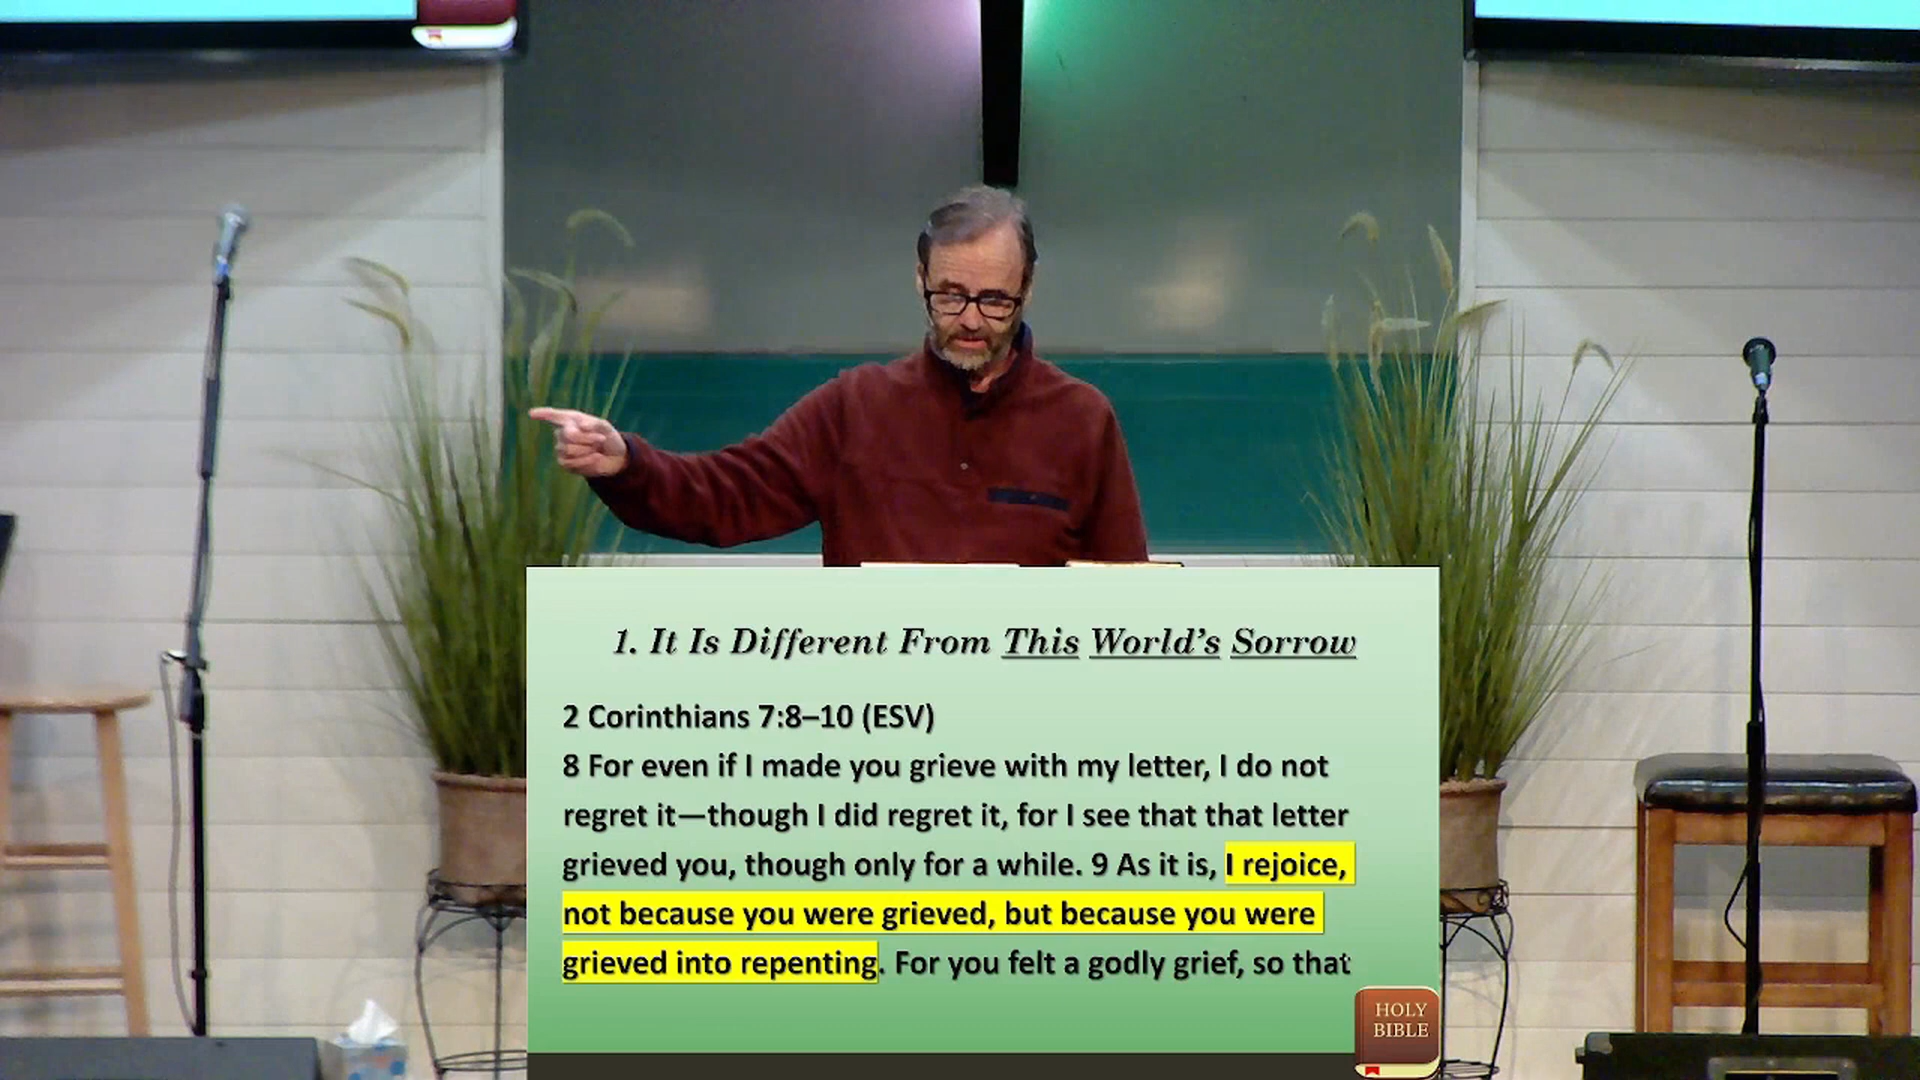 1. It Is Different From This World's Sorrow
2 Corinthians 7:8–10 (ESV)
8 For even if I made you grieve with my letter, I do not
regret it—though I did regret it, for I see that that letter
grieved you, though only for a while. 9 As it is, I rejoice,
not because you were grieved, but because you were
grieved into repenting. For you felt a godly grief, so that
HOLY
BIBLE